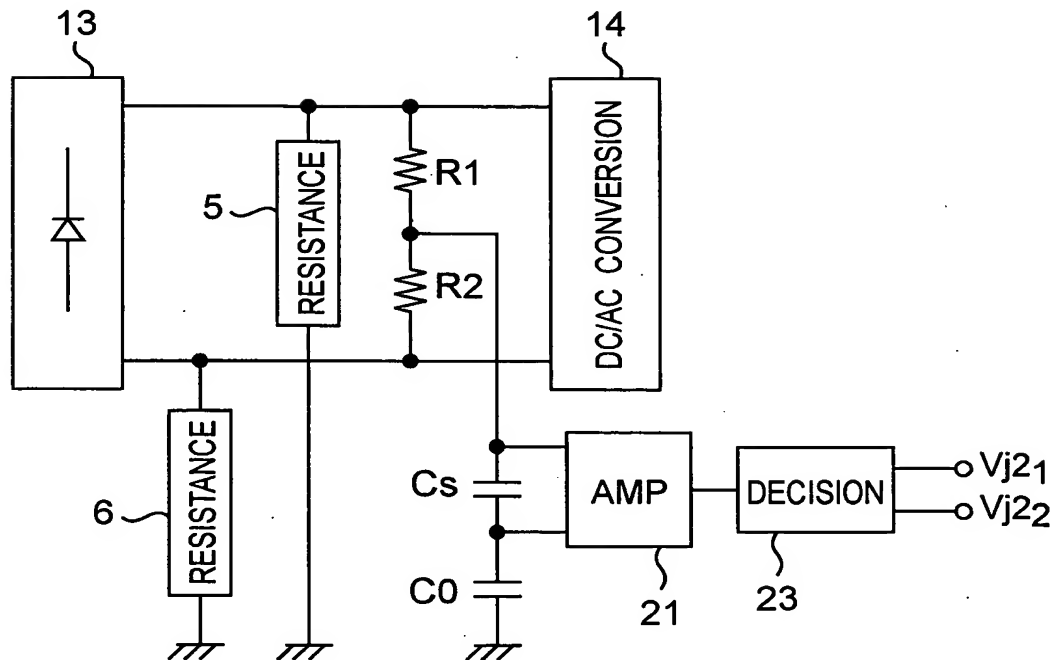 13
14
RESISTANCE
5
R1
R2
DC/AC CONVERSION
RESISTANCE
6
Cs
C0
AMP
21
DECISION
23
Vj2₁
Vj2₂